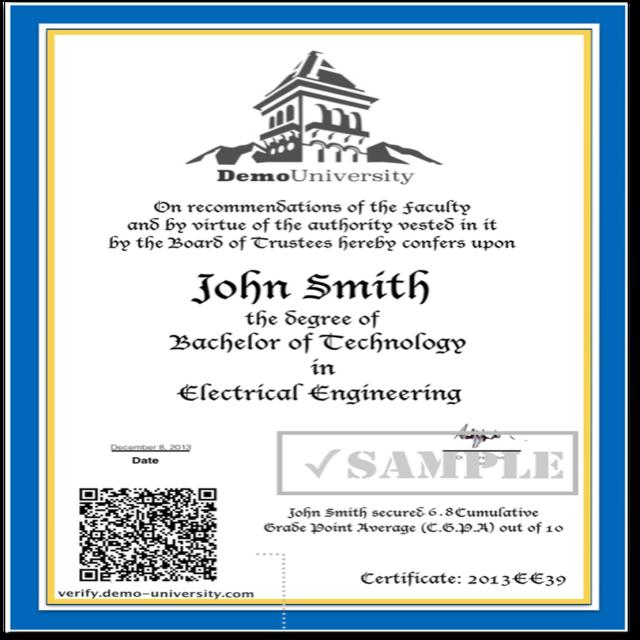 DemoUniversity
On recommendations of the Faculty
and by virtue of the authority vested in it
by the Board of Trustees hereby confers upon
John Smith
the degree of
Bachelor of Technology
in
Electrical Engineering
December 8, 2013
Date
✓SAMPLE
John Smith secured 6.8Cumulative
Grade Point Average (C.G.P.A) out of 10
Certificate: 2013EE39
verify.demo-university.com